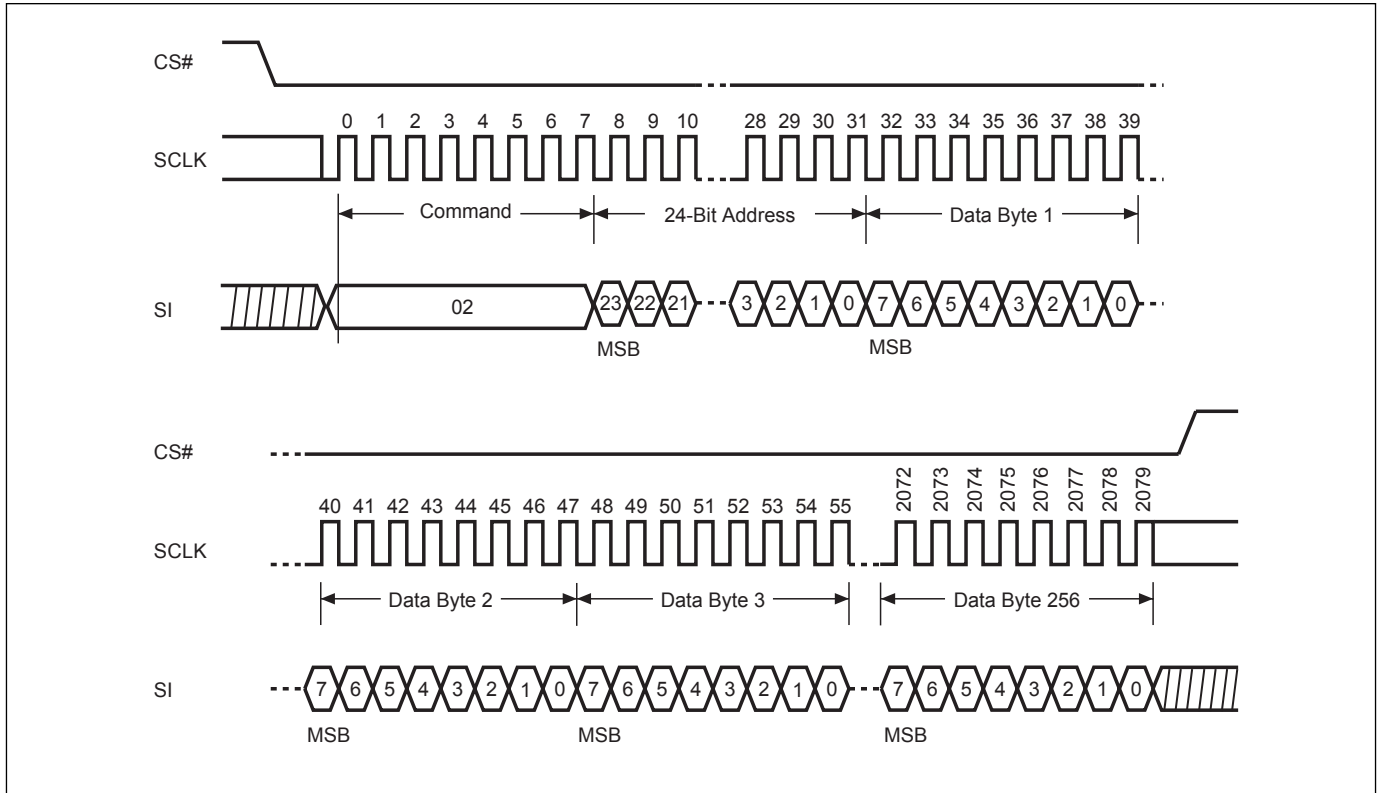 CS#
0 1 2 3 4 5 6 7 8 9 10 28 29 30 31 32 33 34 35 36 37 38 39
SCLK
Command 24-Bit Address Data Byte 1
SI 02 23 22 21 3 2 1 0 7 6 5 4 3 2 1 0
MSB MSB
CS#
2072 2073 2074 2075 2076 2077 2078 2079
40 41 42 43 44 45 46 47 48 49 50 51 52 53 54 55
SCLK
Data Byte 2 Data Byte 3 Data Byte 256
SI 7 6 5 4 3 2 1 0 7 6 5 4 3 2 1 0 7 6 5 4 3 2 1 0
MSB MSB MSB